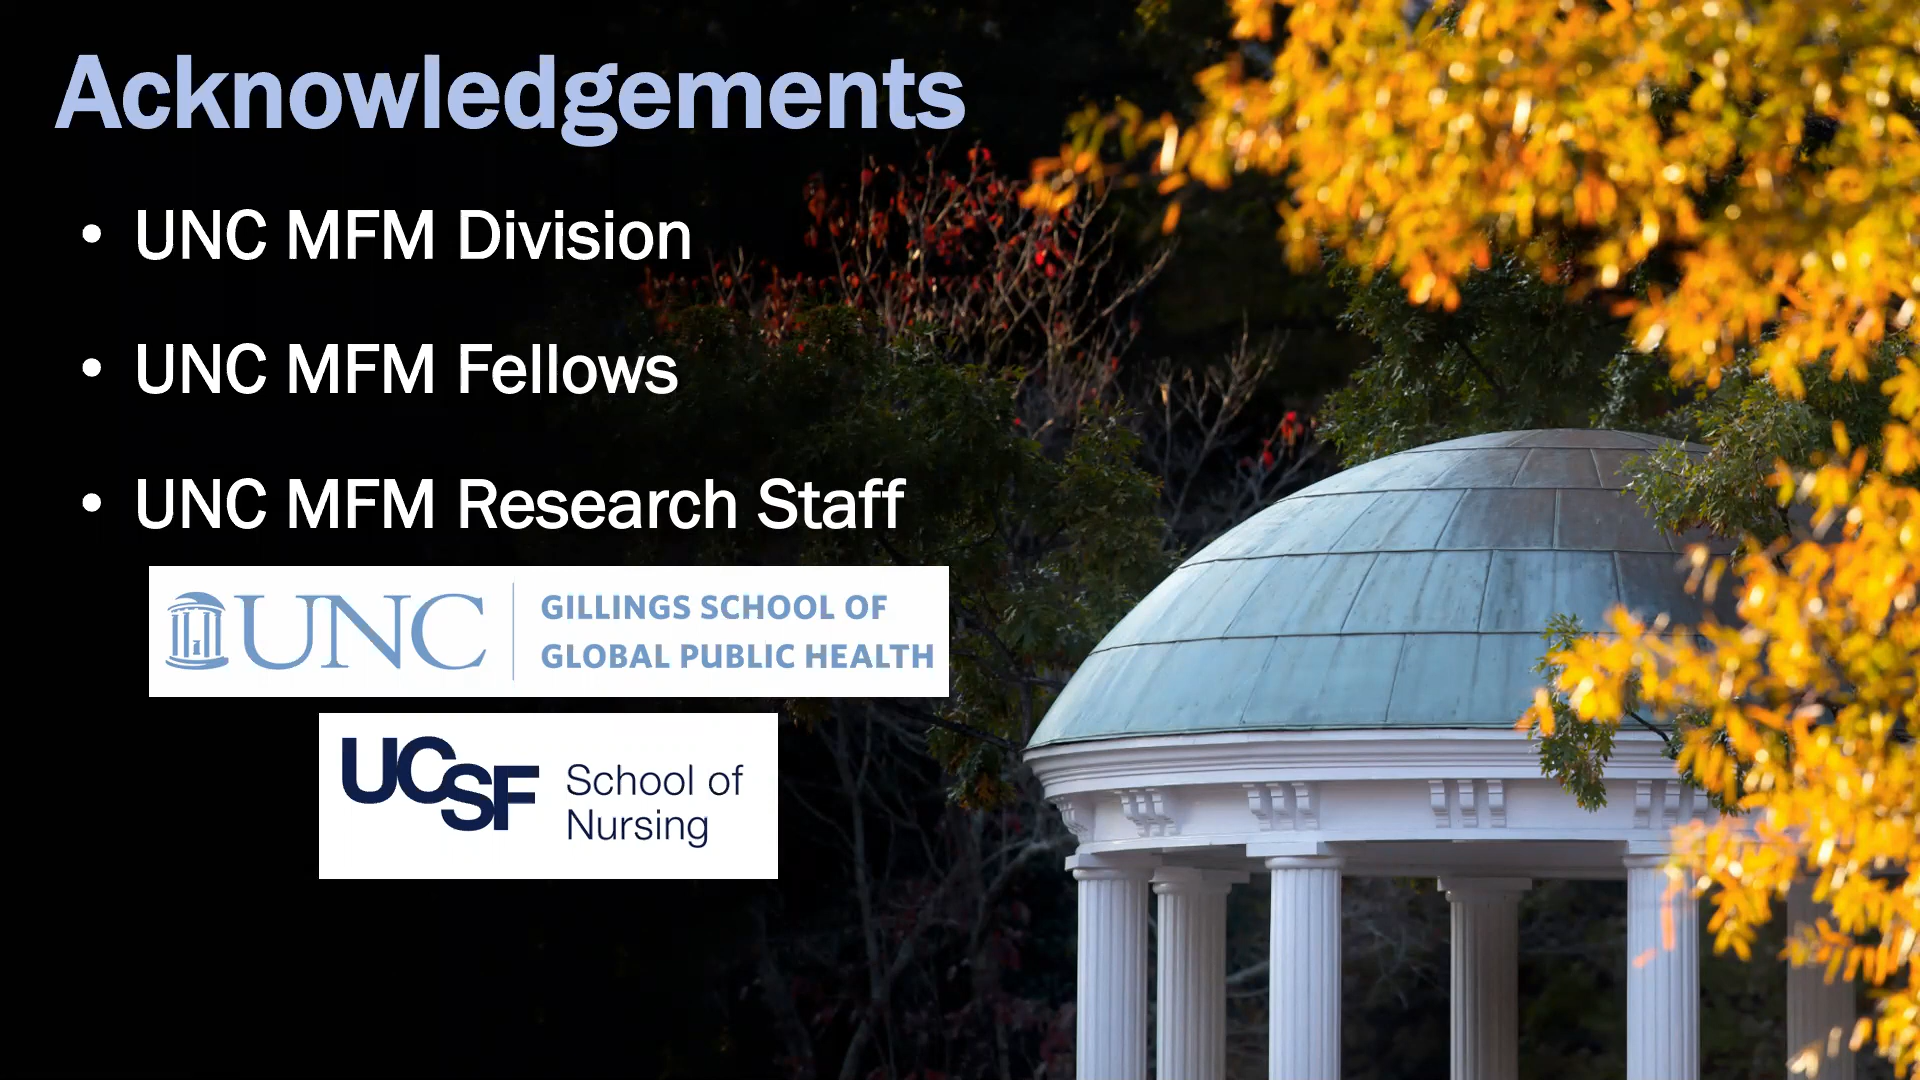 Acknowledgements
• UNC MFM Division
• UNC MFM Fellows
• UNC MFM Research Staff
UNC
GILLINGS SCHOOL OF
GLOBAL PUBLIC HEALTH
UCSF
School of
Nursing